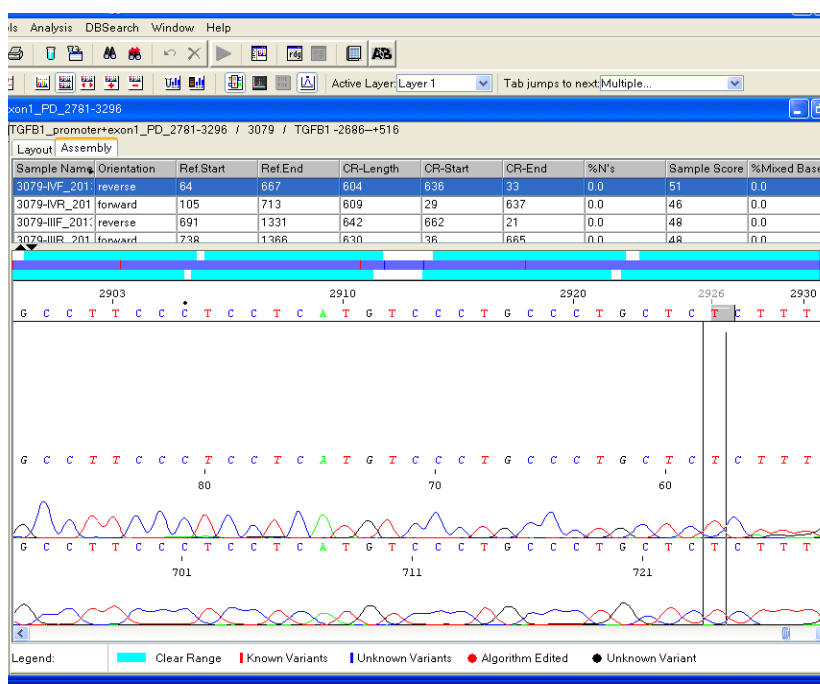 ls Analysis DBSearch Window Help
Active Layer: Layer 1 Tab jumps to next: Multiple...
xon1_PD_2781-3296
TGFB1_promoter+exon1_PD_2781-3296 / 3079 / TGFB1 -2686--+516
Layout Assembly
Sample Name Orientation Ref.Start Ref.End CR-Length CR-Start CR-End %N's Sample Score %Mixed Base
3079-IVF_201: reverse 64 667 604 636 33 0.0 51 0.0
3079-IVR_201 forward 105 713 609 29 637 0.0 46 0.0
3079-IIIF_201: reverse 691 1331 642 662 21 0.0 48 0.0
3079-IIIR_201 forward 738 1366 630 36 665 0.0 48 0.0
2903 2910 2920 2926 2930
G C C T T C C C T C C T C A T G T C C C T G C C C T G C T C T C T T T
G C C T T C C C T C C T C A T G T C C C T G C C C T G C T C T C T T T
80 70 60
G C C T T C C C T C C T C A T G T C C C T G C C C T G C T C T C T T T
701 711 721
Legend: Clear Range Known Variants Unknown Variants Algorithm Edited Unknown Variant